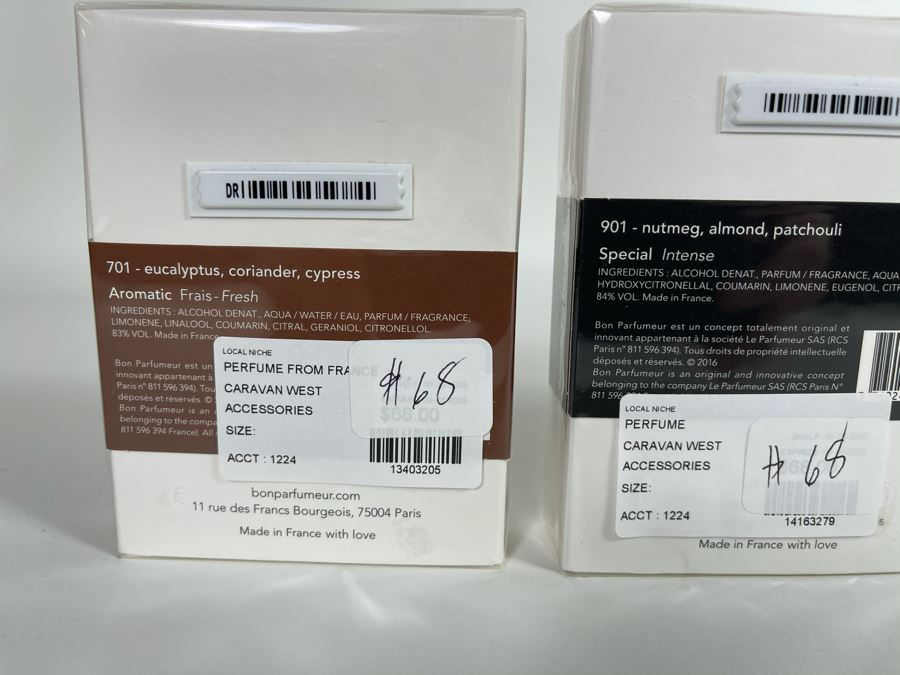 DR
701 - eucalyptus, coriander, cypress
Aromatic Frais - Fresh
INGREDIENTS : ALCOHOL DENAT., AQUA / WATER / EAU, PARFUM / FRAGRANCE,
LIMONENE, LINALOOL, COUMARIN, CITRAL, GERANIOL, CITRONELLOL.
83% VOL. Made in France
Bon Parfumeur est un
innovant appartenant à
Paris n° 811 596 394). Tou
déposés et réservés. ©
Bon Parfumeur is an
belonging to the compa
811 596 394 France). All
LOCAL NICHE
PERFUME FROM FRANCE
CARAVAN WEST
ACCESSORIES
SIZE:
ACCT : 1224
#68
$68.00
13403205
bonparfumeur.com
11 rue des Francs Bourgeois, 75004 Paris
Made in France with love
901 - nutmeg, almond, patchouli
Special Intense
INGREDIENTS : ALCOHOL DENAT., PARFUM / FRAGRANCE, AQUA
HYDROXYCITRONELLAL, COUMARIN, LIMONENE, EUGENOL, CITR
84% VOL. Made in France.
Bon Parfumeur est un concept totalement original et
innovant appartenant à la société Le Parfumeur SAS (RCS
Paris n° 811 596 394). Tous droits de propriété intellectuelle
déposés et réservés. © 2016
Bon Parfumeur is an original and innovative concept
belonging to the company Le Parfumeur SAS (RCS Paris N°
811 596
LOCAL NICHE
PERFUME
CARAVAN WEST
ACCESSORIES
SIZE:
ACCT : 1224
#68
14163279
Made in France with love